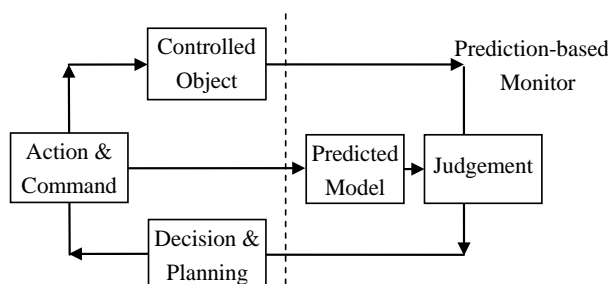 Controlled
Object
Prediction-based
Monitor
Action &
Command
Predicted
Model
Judgement
Decision &
Planning